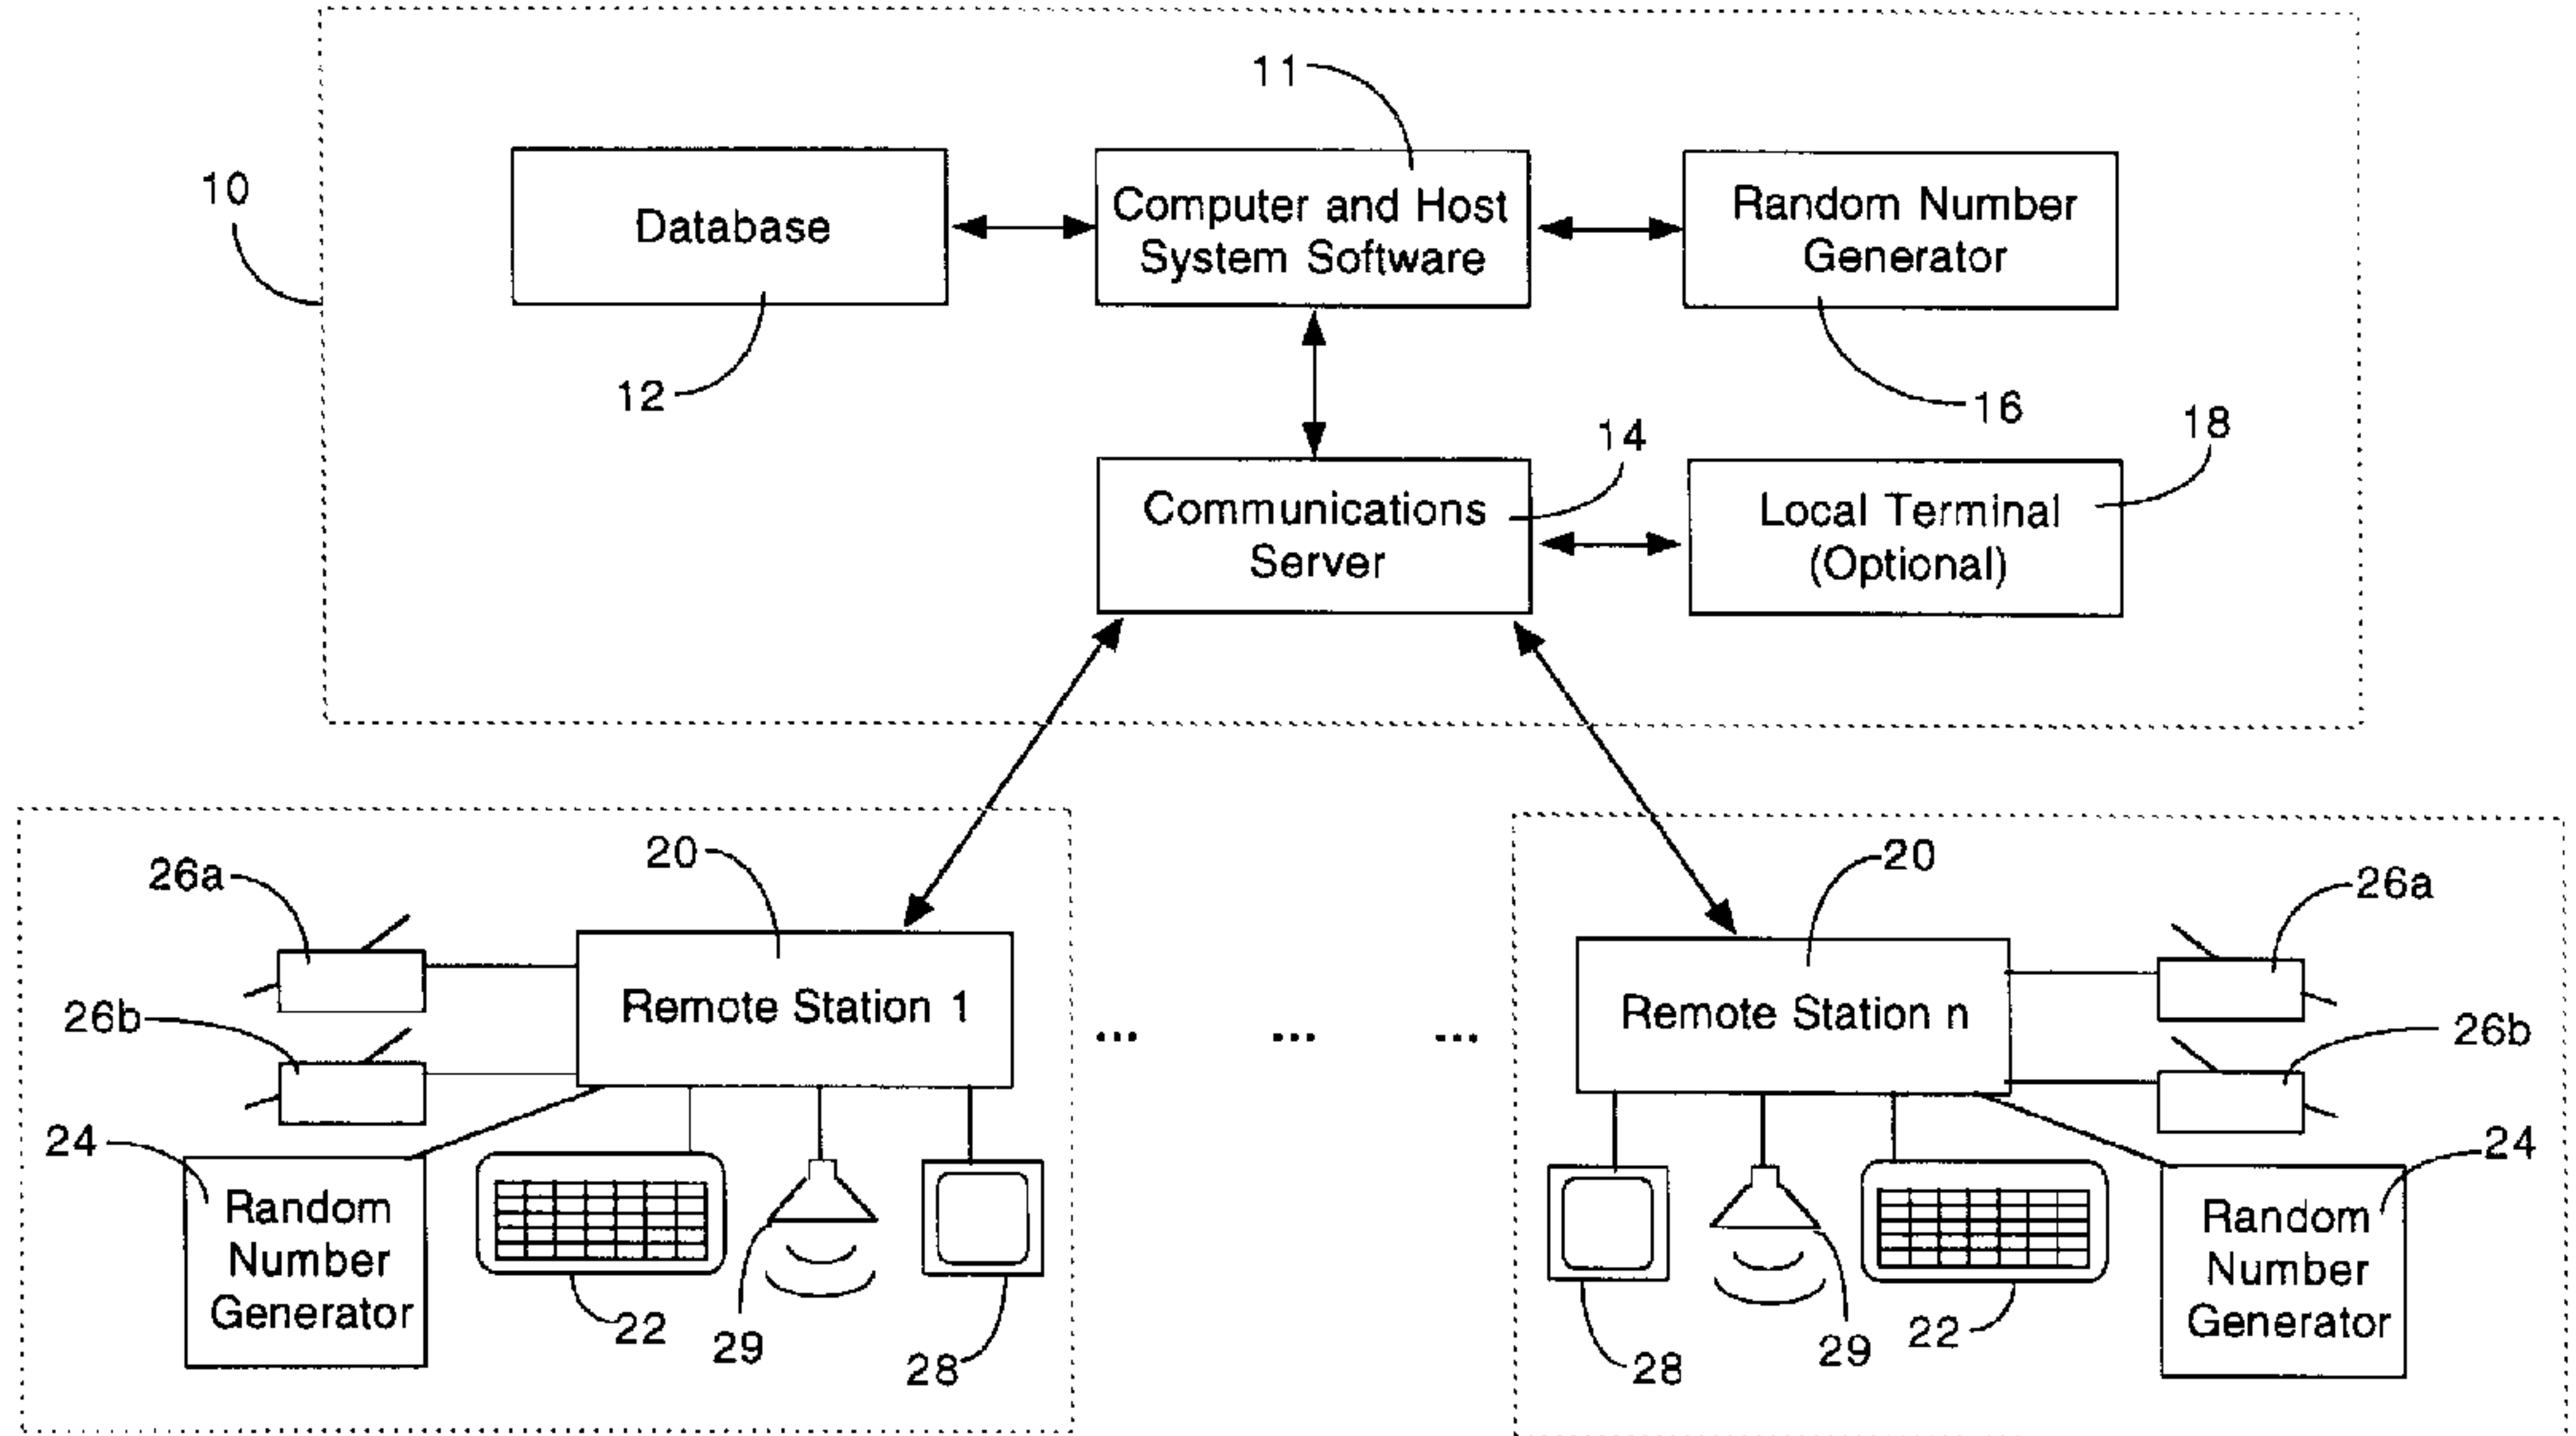 11
10
Database
Computer and Host
System Software
Random Number
Generator
12
16
14
18
Communications
Server
Local Terminal
(Optional)
26a
20
Remote Station 1
26b
24
Random
Number
Generator
22
29
28
... ... ...
20
26a
Remote Station n
26b
24
Random
Number
Generator
28
29
22